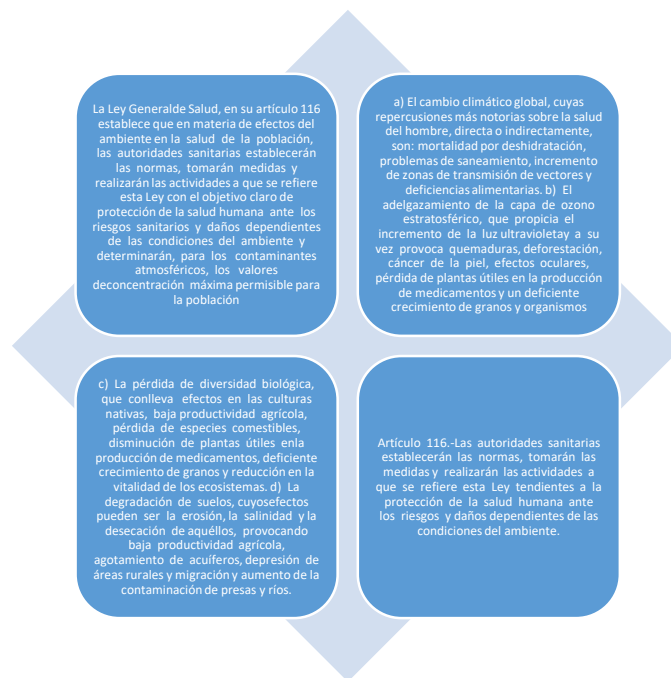 La Ley Generalde Salud, en su artículo 116
establece que en materia de efectos del
ambiente en la salud de la población,
las autoridades sanitarias establecerán
las normas, tomarán medidas y
realizarán las actividades a que se refiere
esta Ley con el objetivo claro de
protección de la salud humana ante los
riesgos sanitarios y daños dependientes
de las condiciones del ambiente y
determinarán, para los contaminantes
atmosféricos, los valores
deconcentración máxima permisible para
la población
a) El cambio climático global, cuyas
repercusiones más notorias sobre la salud
del hombre, directa o indirectamente,
son: mortalidad por deshidratación,
problemas de saneamiento, incremento
de zonas de transmisión de vectores y
deficiencias alimentarias. b) El
adelgazamiento de la capa de ozono
estratosférico, que propicia el
incremento de la luz ultravioletay a su
vez provoca quemaduras, deforestación,
cáncer de la piel, efectos oculares,
pérdida de plantas útiles en la producción
de medicamentos y un deficiente
crecimiento de granos y organismos
c) La pérdida de diversidad biológica,
que conlleva efectos en las culturas
nativas, baja productividad agrícola,
pérdida de especies comestibles,
disminución de plantas útiles enla
producción de medicamentos, deficiente
crecimiento de granos y reducción en la
vitalidad de los ecosistemas. d) La
degradación de suelos, cuyosefectos
pueden ser la erosión, la salinidad y la
desecación de aquéllos, provocando
baja productividad agrícola,
agotamiento de acuíferos, depresión de
áreas rurales y migración y aumento de la
contaminación de presas y ríos.
Artículo 116.-Las autoridades sanitarias
establecerán las normas, tomarán las
medidas y realizarán las actividades a
que se refiere esta Ley tendientes a la
protección de la salud humana ante
los riesgos y daños dependientes de las
condiciones del ambiente.